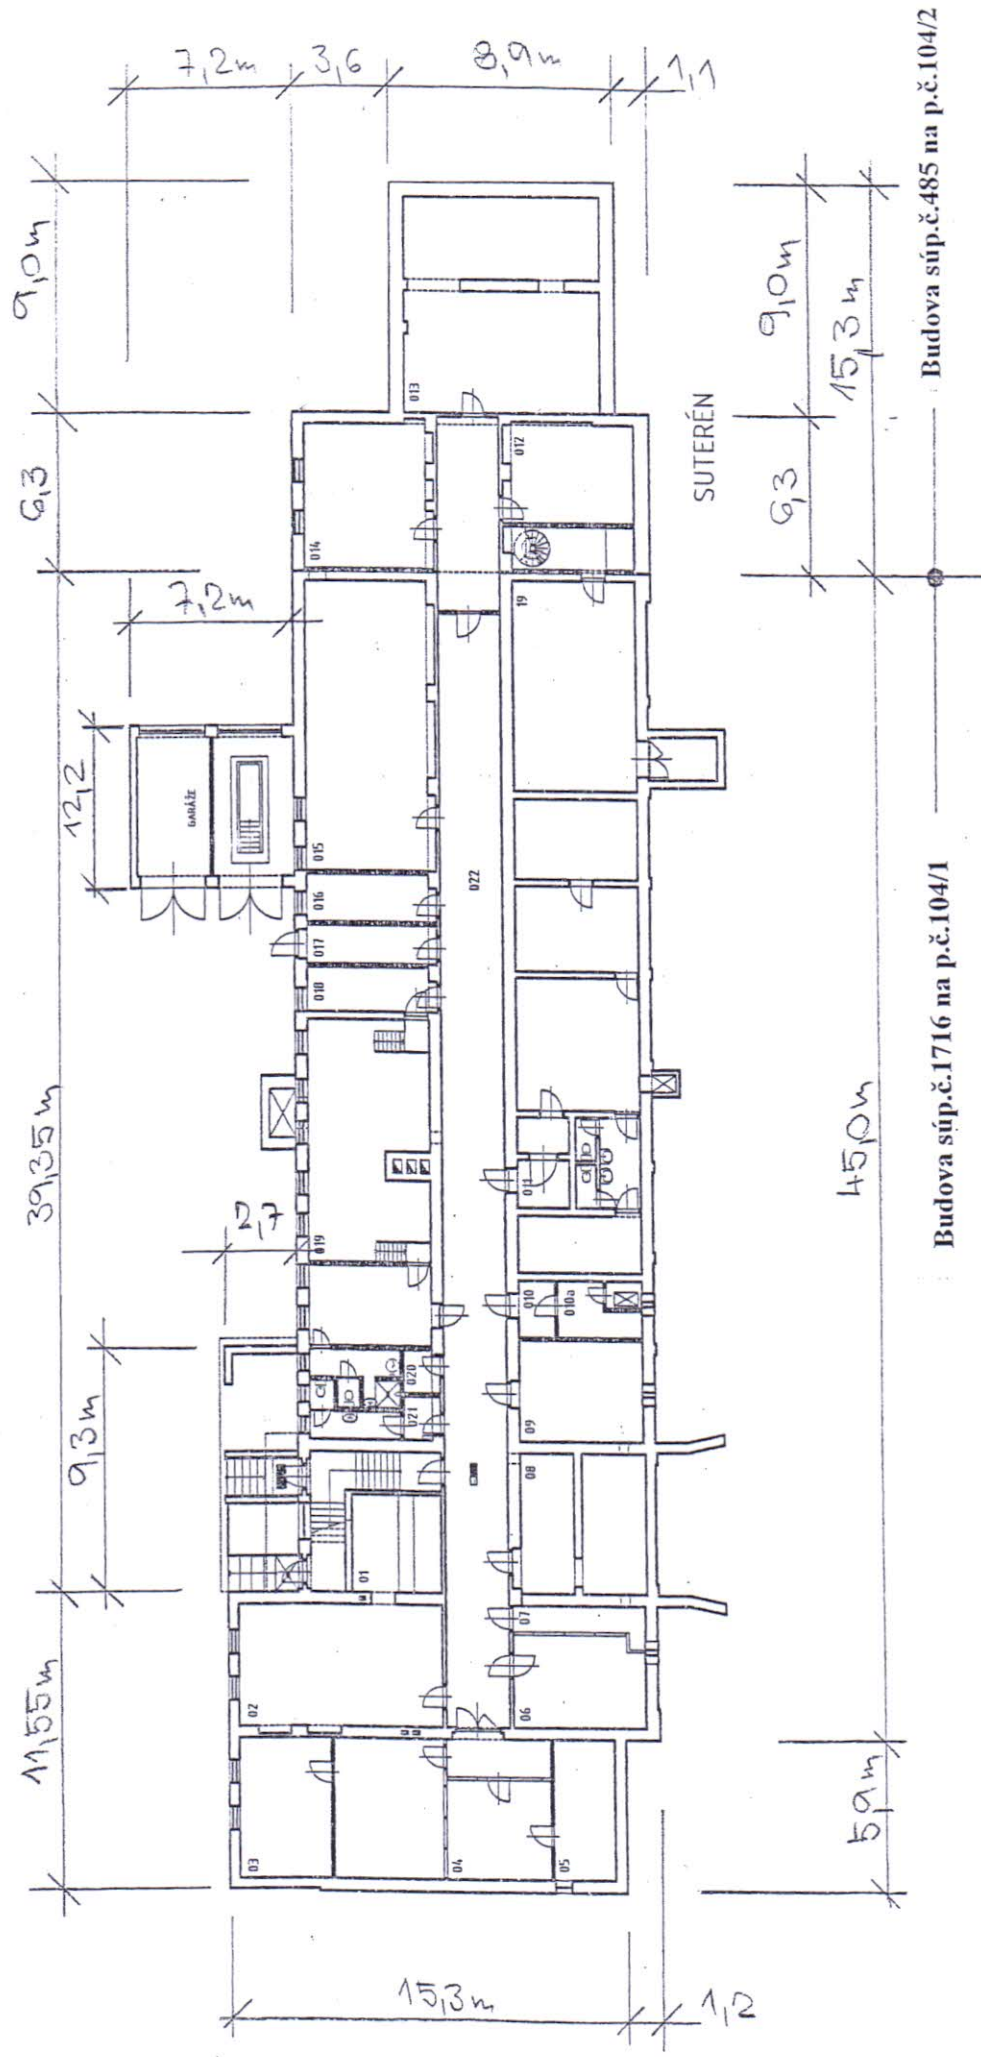 7,2m
3,6
8,9m
1,1
9,0m
6,3
39,35m
11,55m
7,2m
12,2
2,7
9,3m
GARÁŽE
013
014
012
19
015
016
017
018
022
019
011
010
010a
020
021
09
08
01
07
02
06
03
04
05
SUTERÉN
9,0m
6,3
15,3m
45,0m
5,9m
15,3m
1,2
Budova súp.č.485 na p.č.104/2
Budova súp.č.1716 na p.č.104/1